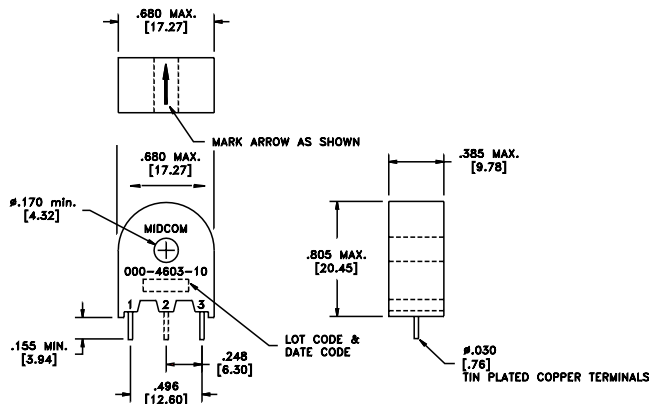 .680 MAX.
[17.27]
MARK ARROW AS SHOWN
.680 MAX.
[17.27]
.385 MAX.
[9.78]
ø.170 min.
[4.32]
MIDCOM
000-4603-10
.805 MAX.
[20.45]
1 2 3
.155 MIN.
[3.94]
LOT CODE &
DATE CODE
.248
[6.30]
.496
[12.60]
ø.030
[.76]
TIN PLATED COPPER TERMINALS